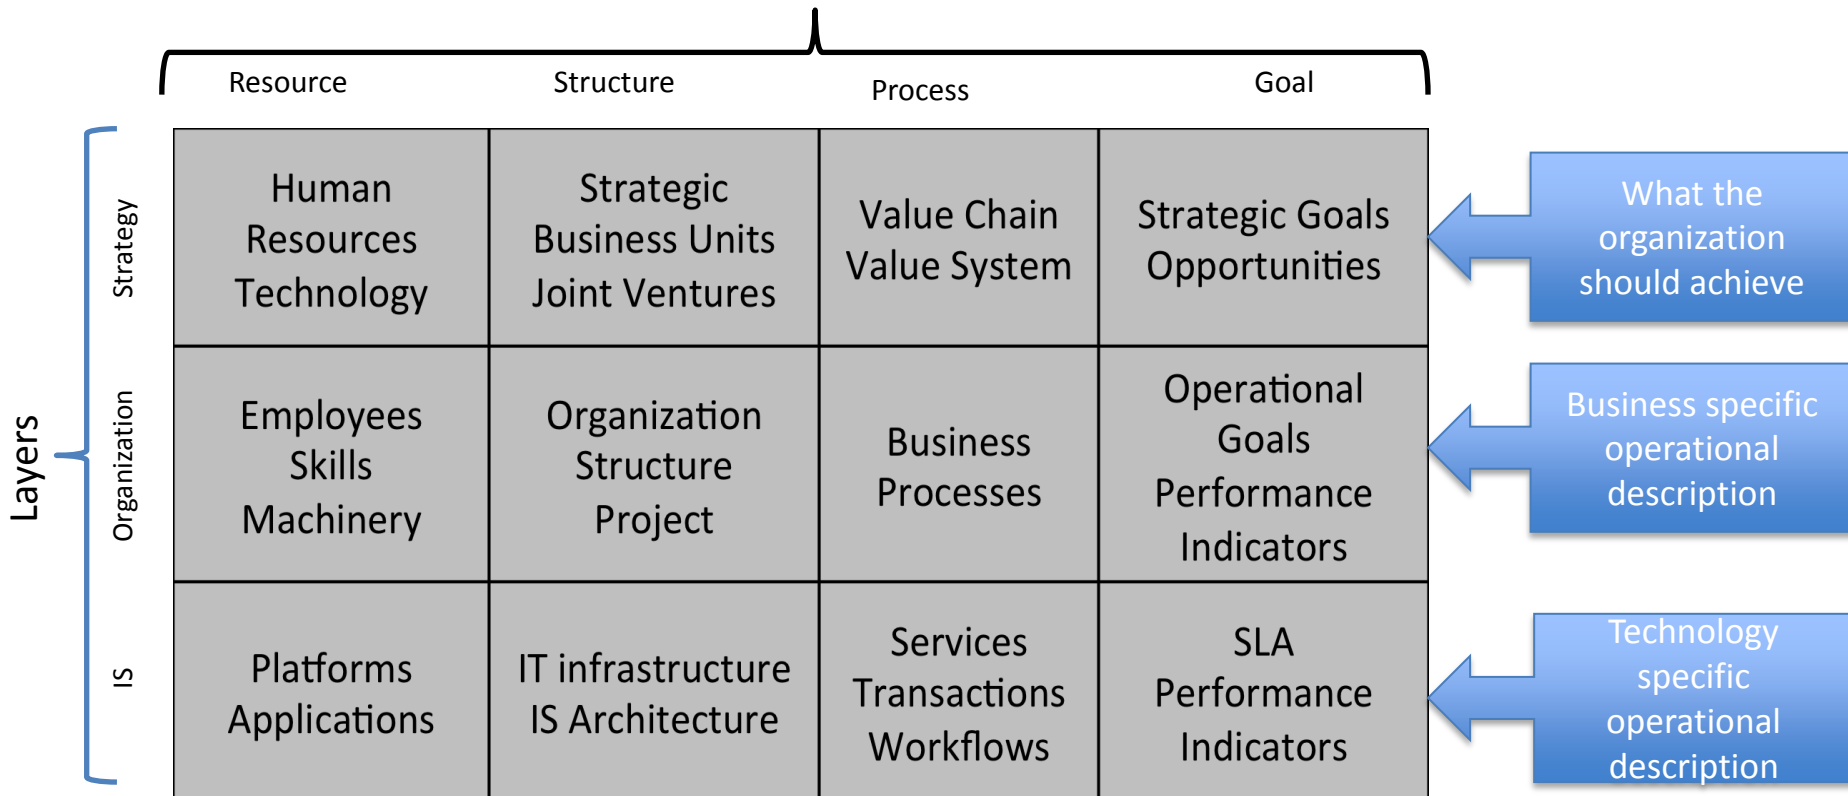 Resource
Structure
Process
Goal
Layers
Strategy
Human
Resources
Technology
Strategic
Business Units
Joint Ventures
Value Chain
Value System
Strategic Goals
Opportunities
What the
organization
should achieve
Organization
Employees
Skills
Machinery
Organization
Structure
Project
Business
Processes
Operational
Goals
Performance
Indicators
Business specific
operational
description
IS
Platforms
Applications
IT infrastructure
IS Architecture
Services
Transactions
Workflows
SLA
Performance
Indicators
Technology
specific
operational
description